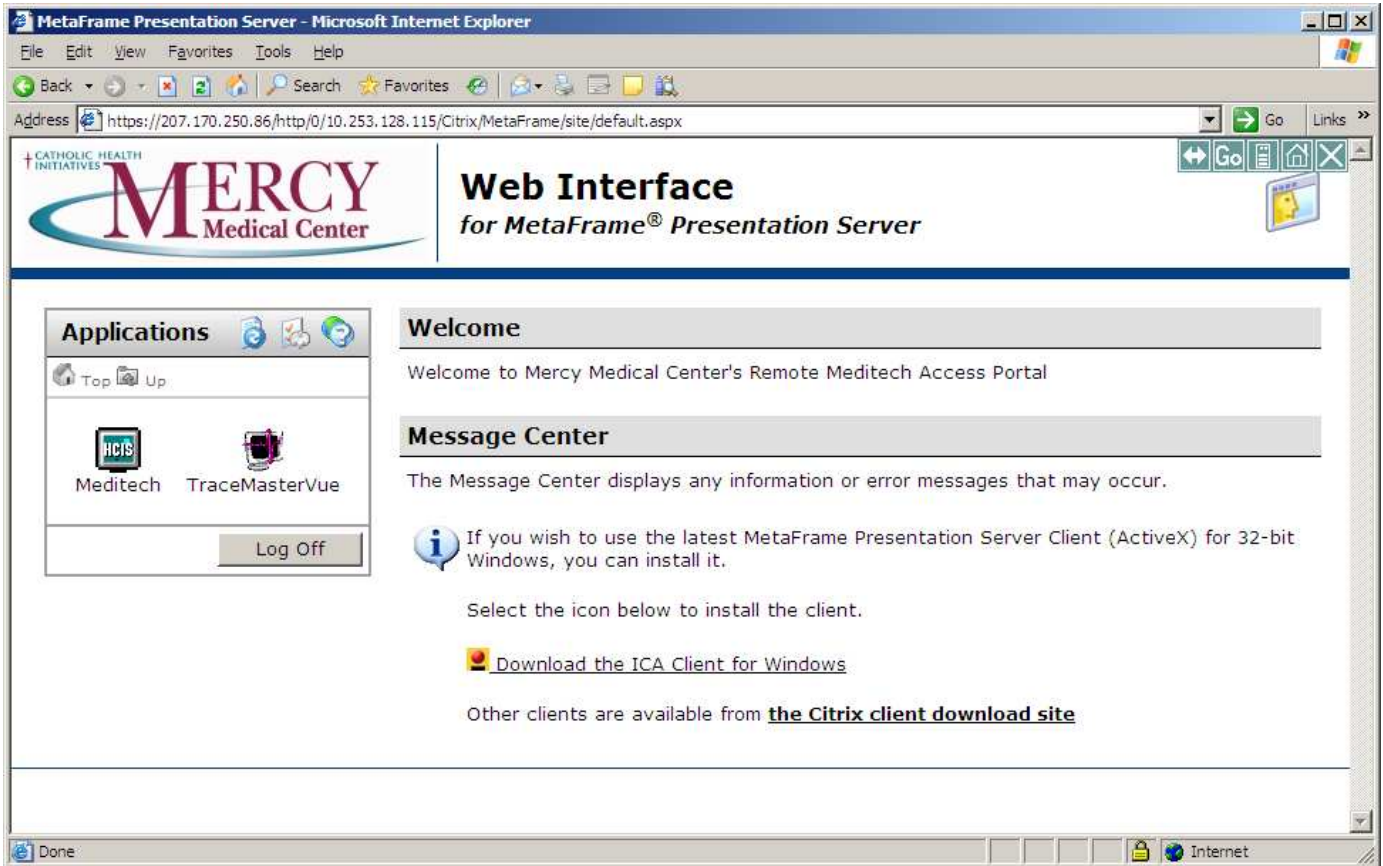 MetaFrame Presentation Server - Microsoft Internet Explorer
File Edit View Favorites Tools Help
Back Search Favorites
Address https://207.170.250.86/http/0/10.253.128.115/Citrix/MetaFrame/site/default.aspx Go Links »
CATHOLIC HEALTH
INITIATIVES
MERCY
Medical Center
Go
Web Interface
for MetaFrame® Presentation Server
Applications
Top Up
HCIS
Meditech TraceMasterVue
Log Off
Welcome
Welcome to Mercy Medical Center's Remote Meditech Access Portal
Message Center
The Message Center displays any information or error messages that may occur.
If you wish to use the latest MetaFrame Presentation Server Client (ActiveX) for 32-bit
Windows, you can install it.
Select the icon below to install the client.
Download the ICA Client for Windows
Other clients are available from the Citrix client download site
Done Internet